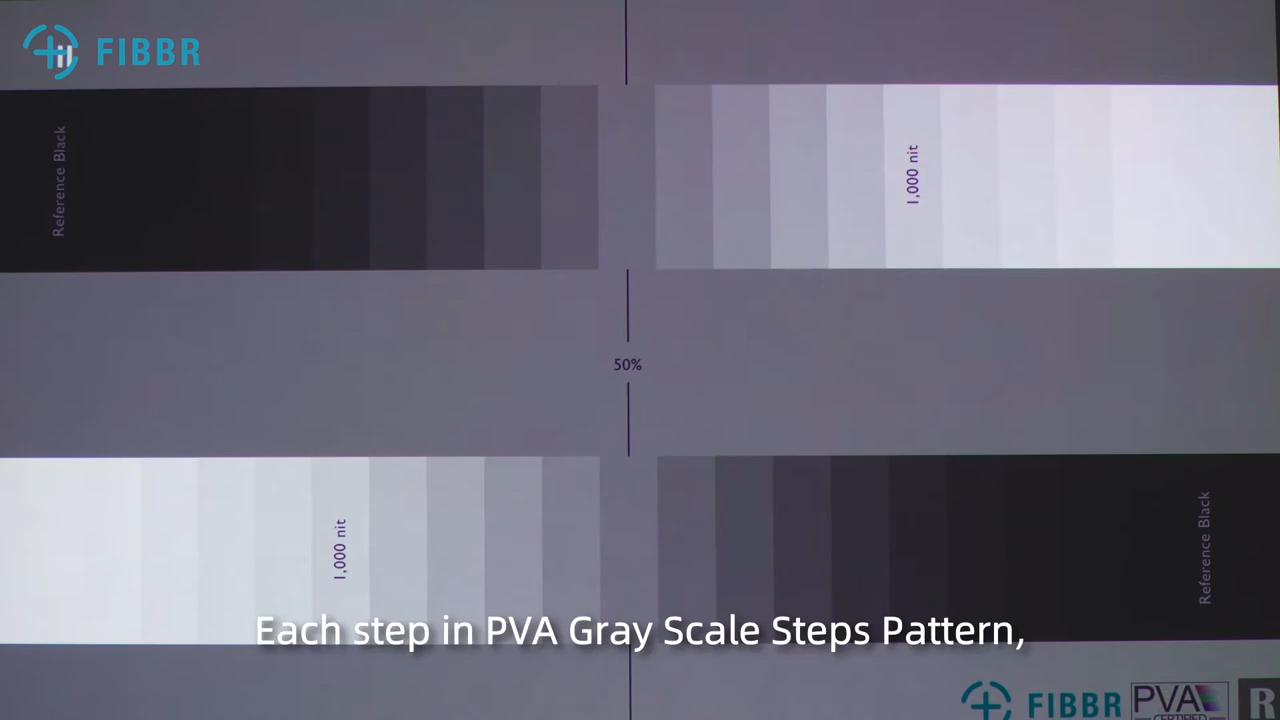 FIBBR
Reference Black
1,000 nit
50%
1,000 nit
Reference Black
Each step in PVA Gray Scale Steps Pattern,
FIBBR
PVA
CERTIFIED
R